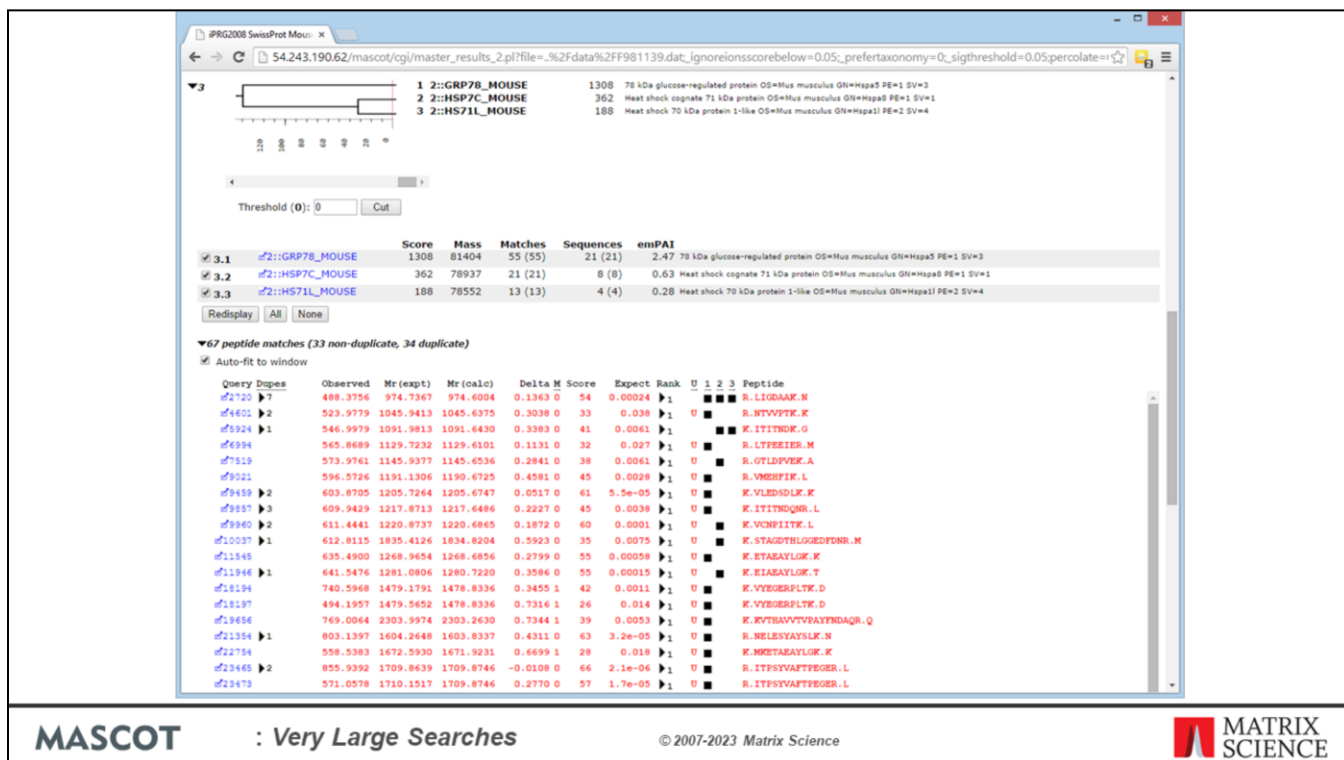 iPRG2008 SwissProt Mous
54.243.190.62/mascot/cgi/master_results_2.pl?file=..%2Fdata%2FF981139.dat;_ignoreionsscorebelow=0.05;_prefertaxonomy=0;_sigthreshold=0.05;percolate=
3
1 2::GRP78_MOUSE 1308 78 kDa glucose-regulated protein OS=Mus musculus GN=Hspa5 PE=1 SV=3
2 2::HSP7C_MOUSE 362 Heat shock cognate 71 kDa protein OS=Mus musculus GN=Hspa8 PE=1 SV=1
3 2::HS71L_MOUSE 188 Heat shock 70 kDa protein 1-like OS=Mus musculus GN=Hspa1l PE=2 SV=4
120 100 80 60 40 20 0
Threshold (0): 0 Cut
Score Mass Matches Sequences emPAI
3.1 2::GRP78_MOUSE 1308 81404 55 (55) 21 (21) 2.47 78 kDa glucose-regulated protein OS=Mus musculus GN=Hspa5 PE=1 SV=3
3.2 2::HSP7C_MOUSE 362 78937 21 (21) 8 (8) 0.63 Heat shock cognate 71 kDa protein OS=Mus musculus GN=Hspa8 PE=1 SV=1
3.3 2::HS71L_MOUSE 188 78552 13 (13) 4 (4) 0.28 Heat shock 70 kDa protein 1-like OS=Mus musculus GN=Hspa1l PE=2 SV=4
Redisplay All None
67 peptide matches (33 non-duplicate, 34 duplicate)
Auto-fit to window
Query Dupes Observed Mr(expt) Mr(calc) Delta M Score Expect Rank U 1 2 3 Peptide
2720 7 488.3756 974.7367 974.6004 0.1363 0 54 0.00024 1 R.LIGDAAK.N
4601 2 523.9779 1045.9413 1045.6375 0.3038 0 33 0.038 1 U R.NTVVPTK.K
5924 1 546.9979 1091.9813 1091.6430 0.3383 0 41 0.0061 1 K.ITITNDK.G
6994 565.8689 1129.7232 1129.6101 0.1131 0 32 0.027 1 U R.LTPEEIER.M
7519 573.9761 1145.9377 1145.6536 0.2841 0 38 0.0061 1 U R.GTLDPVEK.A
9021 596.5726 1191.1306 1190.6725 0.4581 0 45 0.0028 1 U R.VMEHFIK.L
9459 2 603.8705 1205.7264 1205.6747 0.0517 0 61 5.5e-05 1 U K.VLEDSDLK.K
9857 3 609.9429 1217.8713 1217.6486 0.2227 0 45 0.0038 1 U K.ITITNDQNR.L
9960 2 611.4441 1220.8737 1220.6865 0.1872 0 60 0.0001 1 U K.VCNPIITK.L
10037 1 612.8115 1835.4126 1834.8204 0.5923 0 35 0.0075 1 U K.STAGDTHLGGEDFDNR.M
11545 635.4900 1268.9654 1268.6856 0.2799 0 55 0.00058 1 U K.ETAEAYLGK.K
11946 1 641.5476 1281.0806 1280.7220 0.3586 0 55 0.00015 1 U K.EIAEAYLGK.T
18194 740.5968 1479.1791 1478.8336 0.3455 1 42 0.0011 1 U K.VYEGERPLTK.D
18197 494.1957 1479.5652 1478.8336 0.7316 1 26 0.014 1 U K.VYEGERPLTK.D
19656 769.0064 2303.9974 2303.2630 0.7344 1 39 0.0053 1 U K.KVTHAVVTVPAYFNDAQR.Q
21354 1 803.1397 1604.2648 1603.8337 0.4311 0 63 3.2e-05 1 U R.NELESYAYSLK.N
22754 558.5383 1672.5930 1671.9231 0.6699 1 28 0.018 1 U K.MKETAEAYLGK.K
23465 2 855.9392 1709.8639 1709.8746 -0.0108 0 66 2.1e-06 1 U R.ITPSYVAFTPEGER.L
23473 571.0578 1710.1517 1709.8746 0.2770 0 57 1.7e-05 1 U R.ITPSYVAFTPEGER.L
MASCOT : Very Large Searches © 2007-2023 Matrix Science MATRIX
SCIENCE